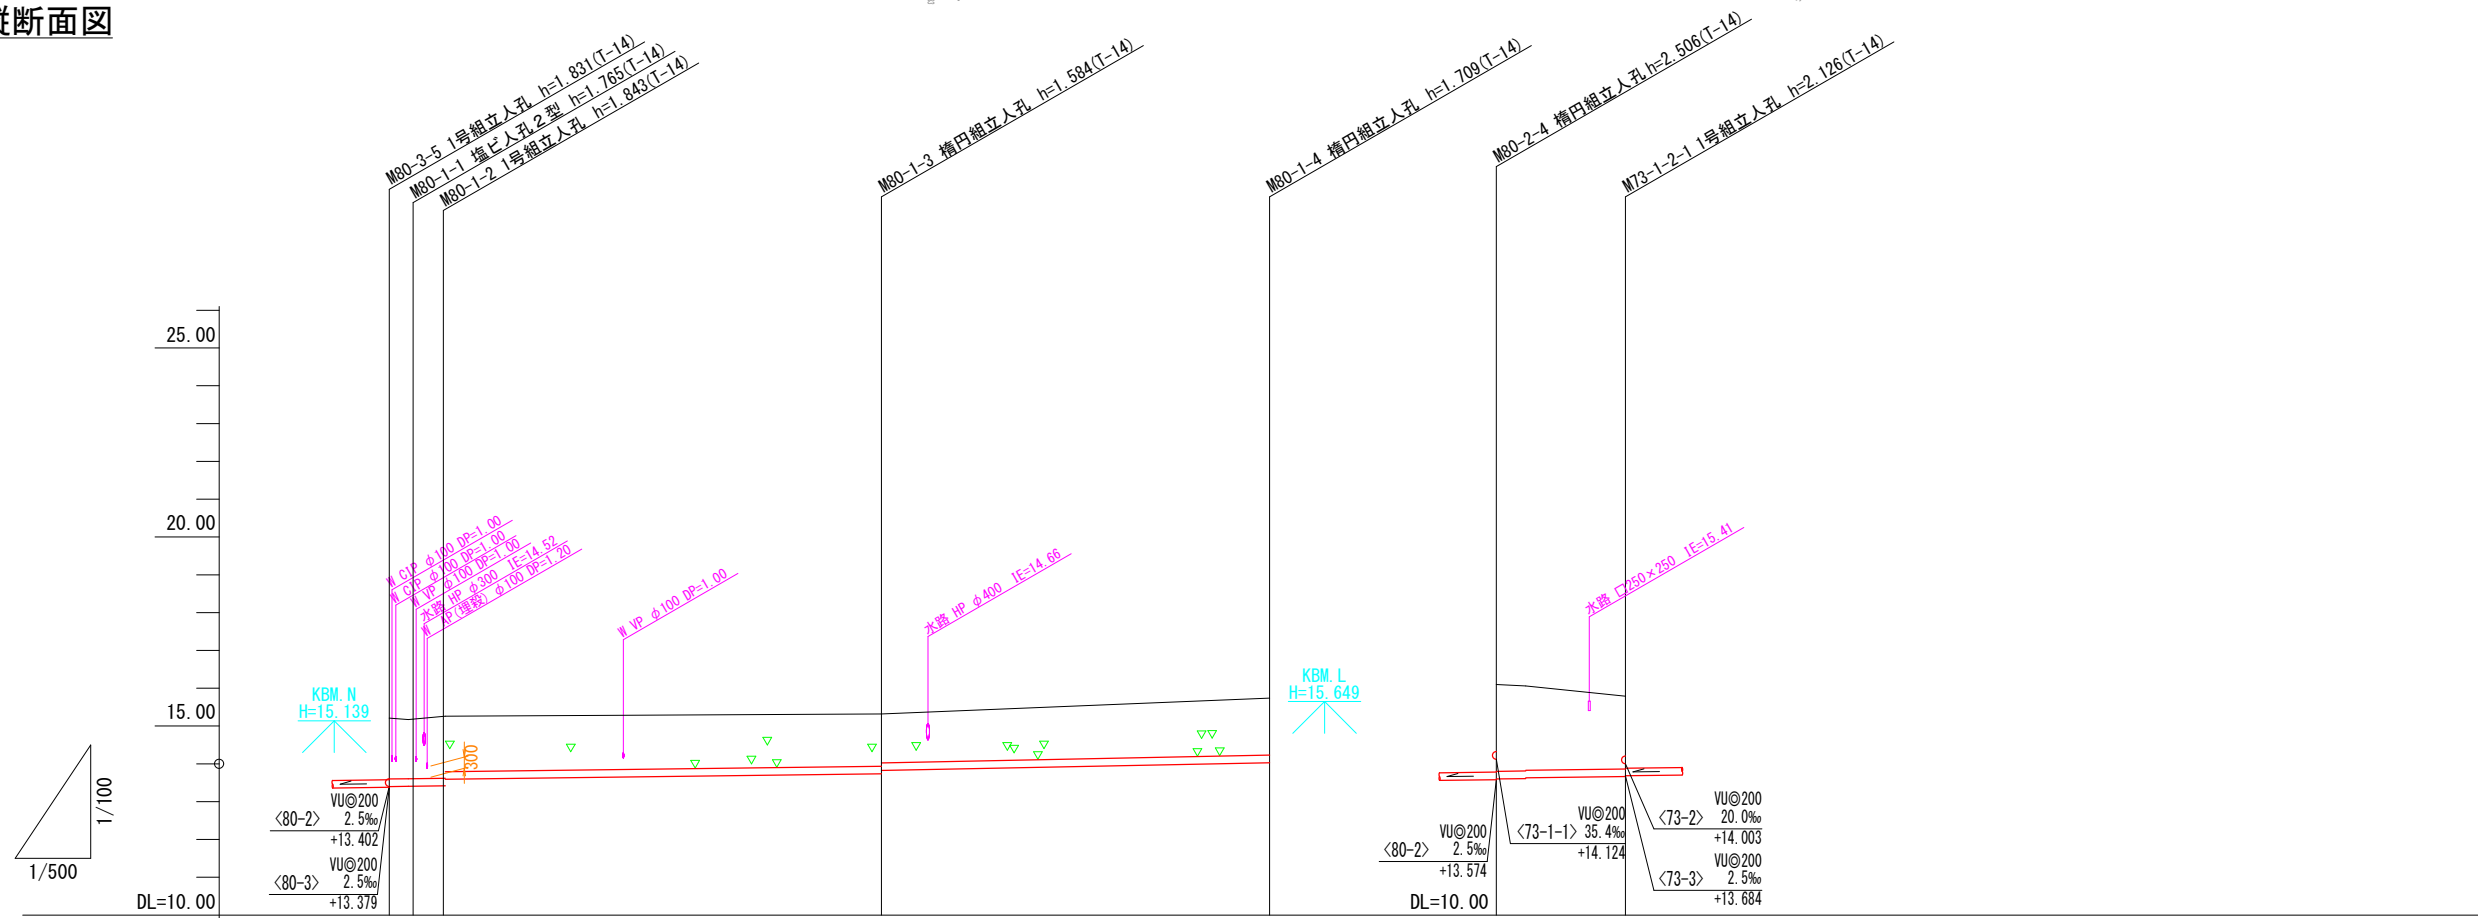 縦断面図
M80-3-5 1号組立人孔 h=1.831(T-14)
M80-1-1 塩ビ人孔2型 h=1.765(T-14)
M80-1-2 1号組立人孔 h=1.843(T-14)
M80-1-3 楕円組立人孔 h=1.584(T-14)
M80-1-4 楕円組立人孔 h=1.709(T-14)
M80-2-4 楕円組立人孔 h=2.506(T-14)
M73-1-2-1 1号組立人孔 h=2.126(T-14)
25.00
20.00
15.00
DL=10.00
W CIP φ100 DP=1.00
W CIP φ100 DP=1.00
W VP φ100 DP=1.00
水路 HP φ300 IE=14.52
W AP(埋殺) φ100 DP=1.20
W VP φ100 DP=1.00
水路 HP φ400 IE=14.66
水路 □250×250 IE=15.41
KBM.N
H=15.139
KBM.L
H=15.649
300
1/100
1/500
VU◎200
〈80-2〉 2.5‰
+13.402
VU◎200
〈80-3〉 2.5‰
+13.379
VU◎200
〈80-2〉 2.5‰
+13.574
VU◎200
〈73-1-1〉 35.4‰
+14.124
VU◎200
〈73-2〉 20.0‰
+14.003
VU◎200
〈73-3〉 2.5‰
+13.684
DL=10.00